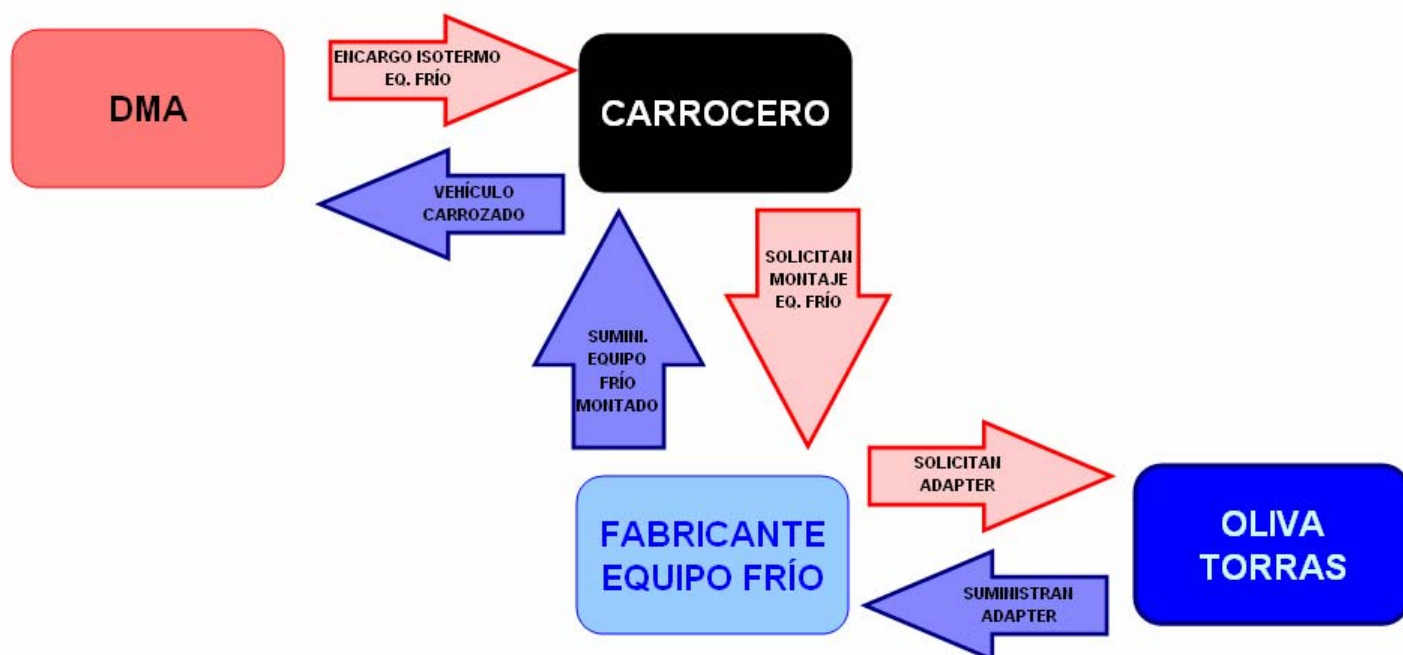 DMA
ENCARGO ISOTERMO
EQ. FRÍO
CARROCERO
VEHÍCULO
CARROZADO
SOLICITAN
MONTAJE
EQ. FRÍO
SUMINI.
EQUIPO
FRÍO
MONTADO
SOLICITAN
ADAPTER
FABRICANTE
EQUIPO FRÍO
OLIVA
TORRAS
SUMINISTRAN
ADAPTER